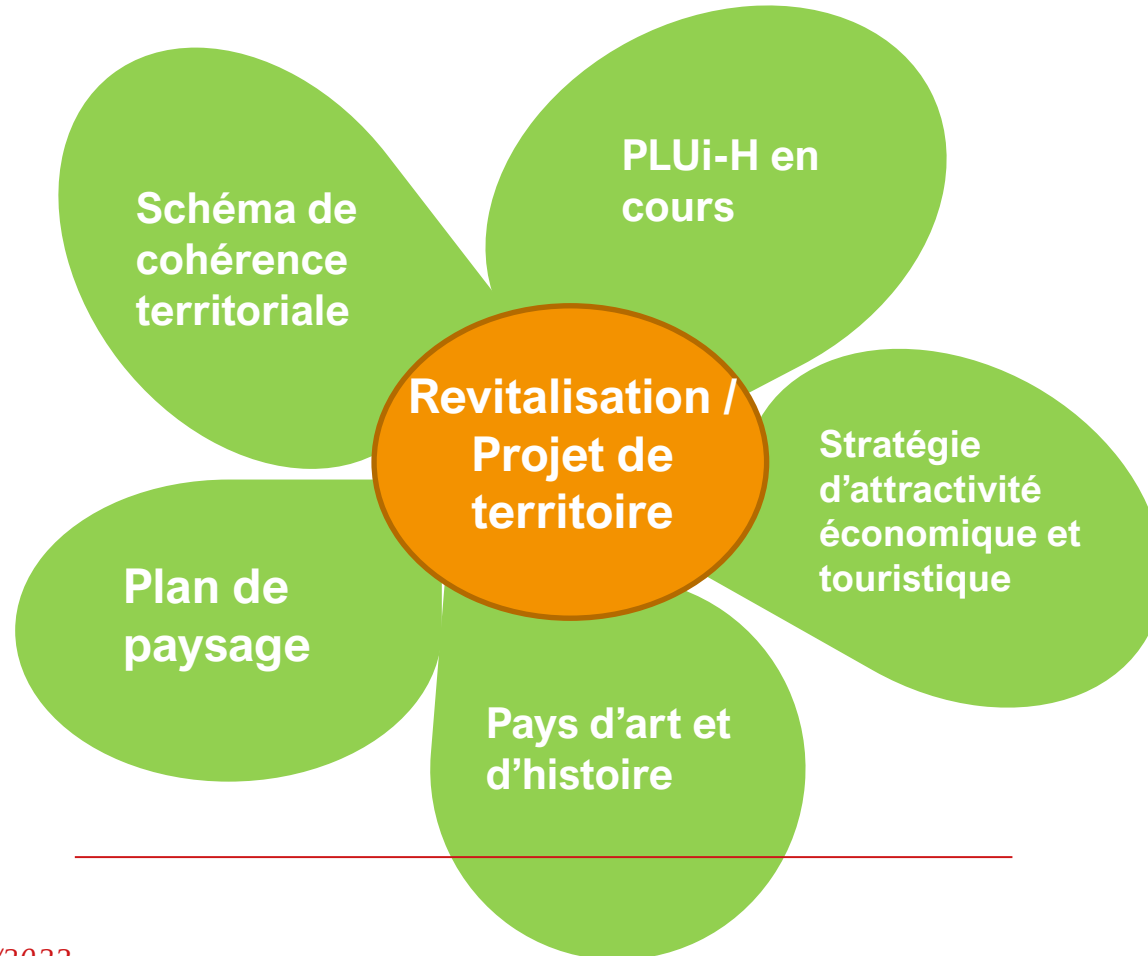 PLUi-H en
cours
Schéma de
cohérence
territoriale
Revitalisation /
Projet de
territoire
Stratégie
d’attractivité
économique et
touristique
Plan de
paysage
Pays d’art et
d’histoire